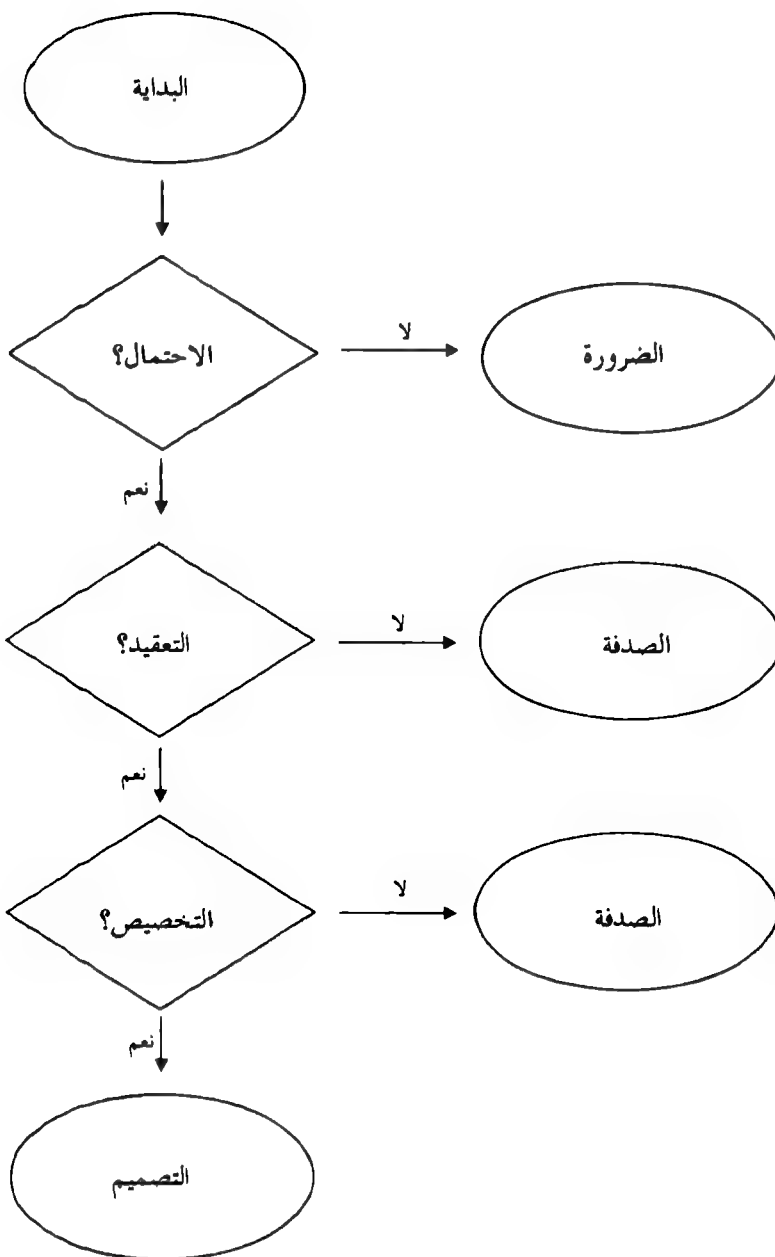 البداية
الاحتمال؟
لا
الضرورة
نعم
التعقيد؟
لا
الصدفة
نعم
التخصيص؟
لا
الصدفة
نعم
التصميم